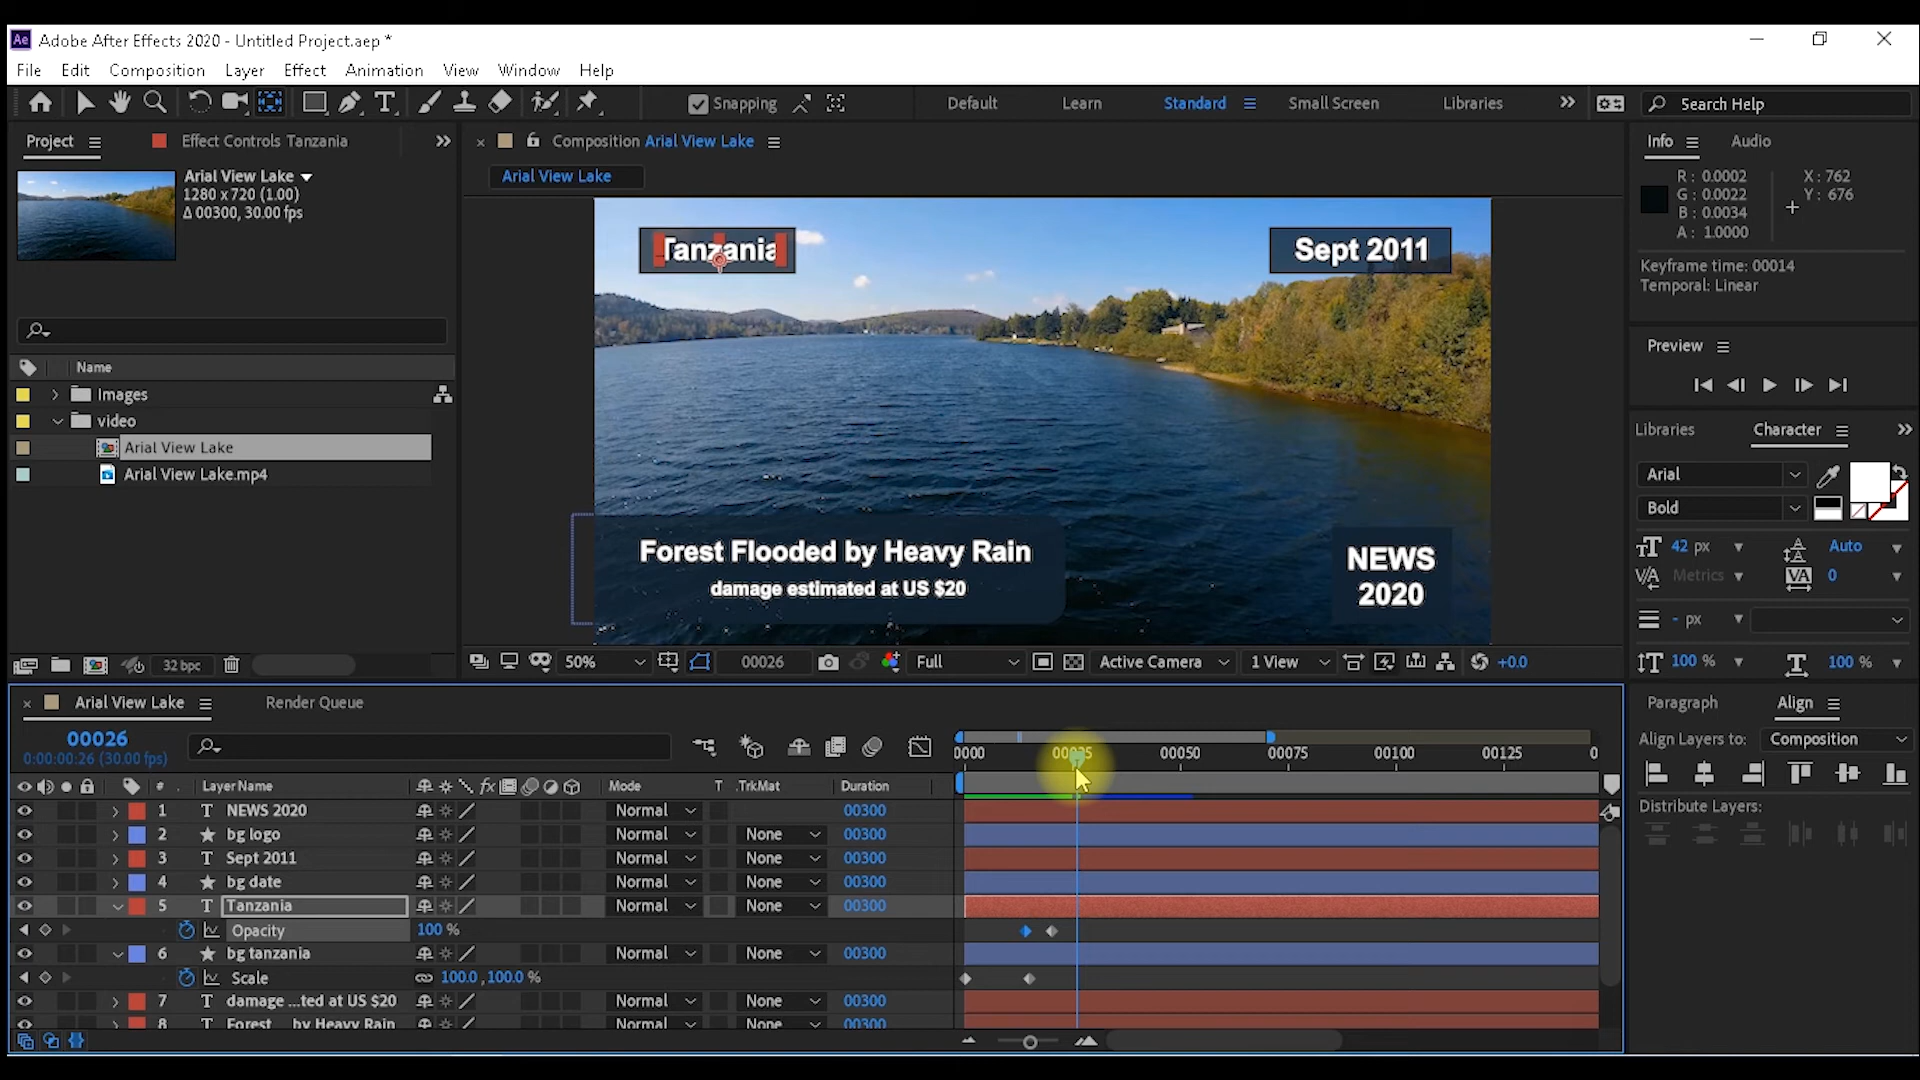 Ae Adobe After Effects 2020 - Untitled Project.aep *
File Edit Composition Layer Effect Animation View Window Help
Snapping Default Learn Standard Small Screen Libraries Search Help
Project Effect Controls Tanzania
Arial View Lake
1280 x 720 (1.00)
Δ 00300, 30.00 fps
Name
Images
video
Arial View Lake
Arial View Lake.mp4
32 bpc
Composition Arial View Lake
Arial View Lake
Tanzania
Sept 2011
Forest Flooded by Heavy Rain
damage estimated at US $20
NEWS
2020
50% 00026 Full Active Camera 1 View +0.0
Info Audio
R : 0.0002 X : 762
G : 0.0022 Y : 676
B : 0.0034
A : 1.0000
Keyframe time: 00014
Temporal: Linear
Preview
Libraries Character
Arial
Bold
42 px Auto
Metrics 0
- px
100 % 100 %
Paragraph Align
Align Layers to: Composition
Distribute Layers:
Arial View Lake Render Queue
00026
0:00:00:26 (30.00 fps)
0000 00025 00050 00075 00100 00125 0
# Layer Name Mode T .TrkMat Duration
1 T NEWS 2020 Normal 00300
2 bg logo Normal None 00300
3 T Sept 2011 Normal None 00300
4 bg date Normal None 00300
5 T Tanzania Normal None 00300
Opacity 100 %
6 bg tanzania Normal None 00300
Scale 100.0 ,100.0 %
7 T damage ...ted at US $20 Normal None 00300
8 T Forest ... by Heavy Rain Normal None 00300